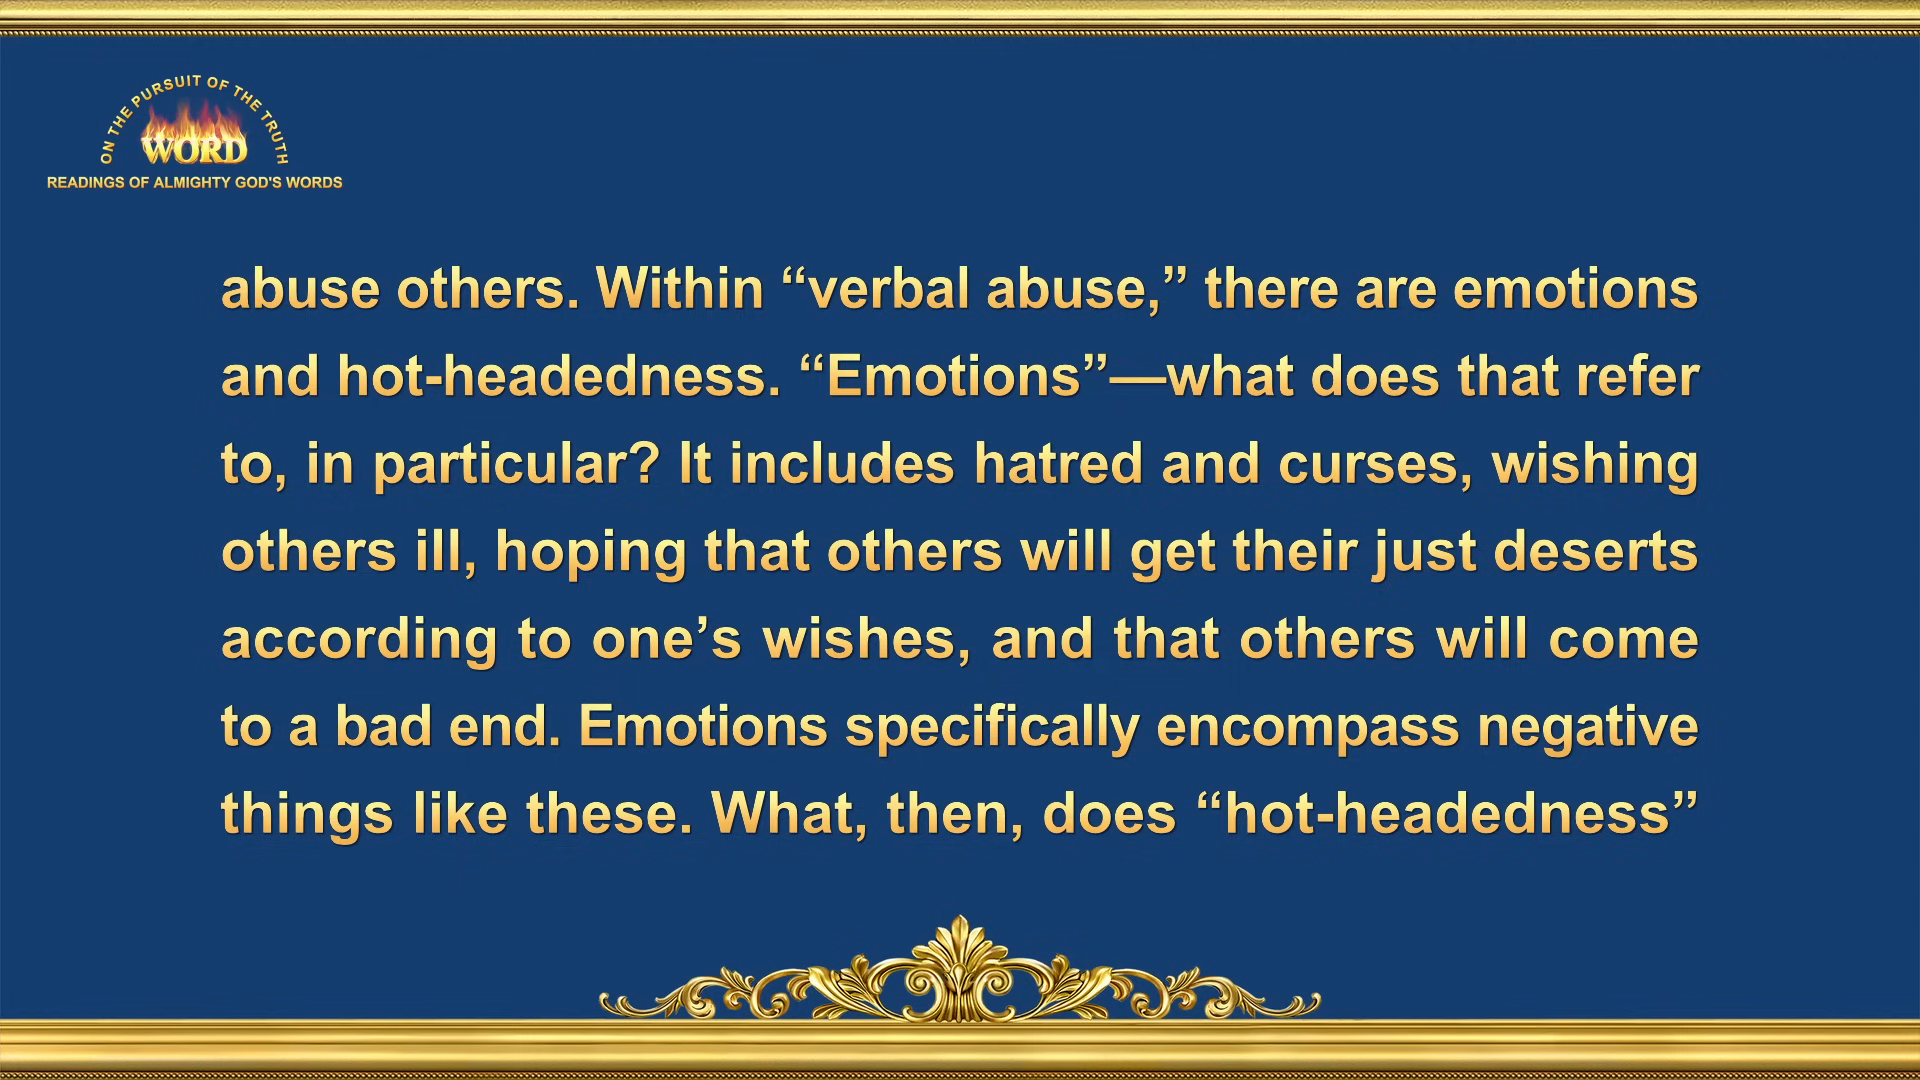 ON THE PURSUIT OF THE TRUTH
WORD
READINGS OF ALMIGHTY GOD'S WORDS
abuse others. Within “verbal abuse,” there are emotions
and hot-headedness. “Emotions”—what does that refer
to, in particular? It includes hatred and curses, wishing
others ill, hoping that others will get their just deserts
according to one’s wishes, and that others will come
to a bad end. Emotions specifically encompass negative
things like these. What, then, does “hot-headedness”